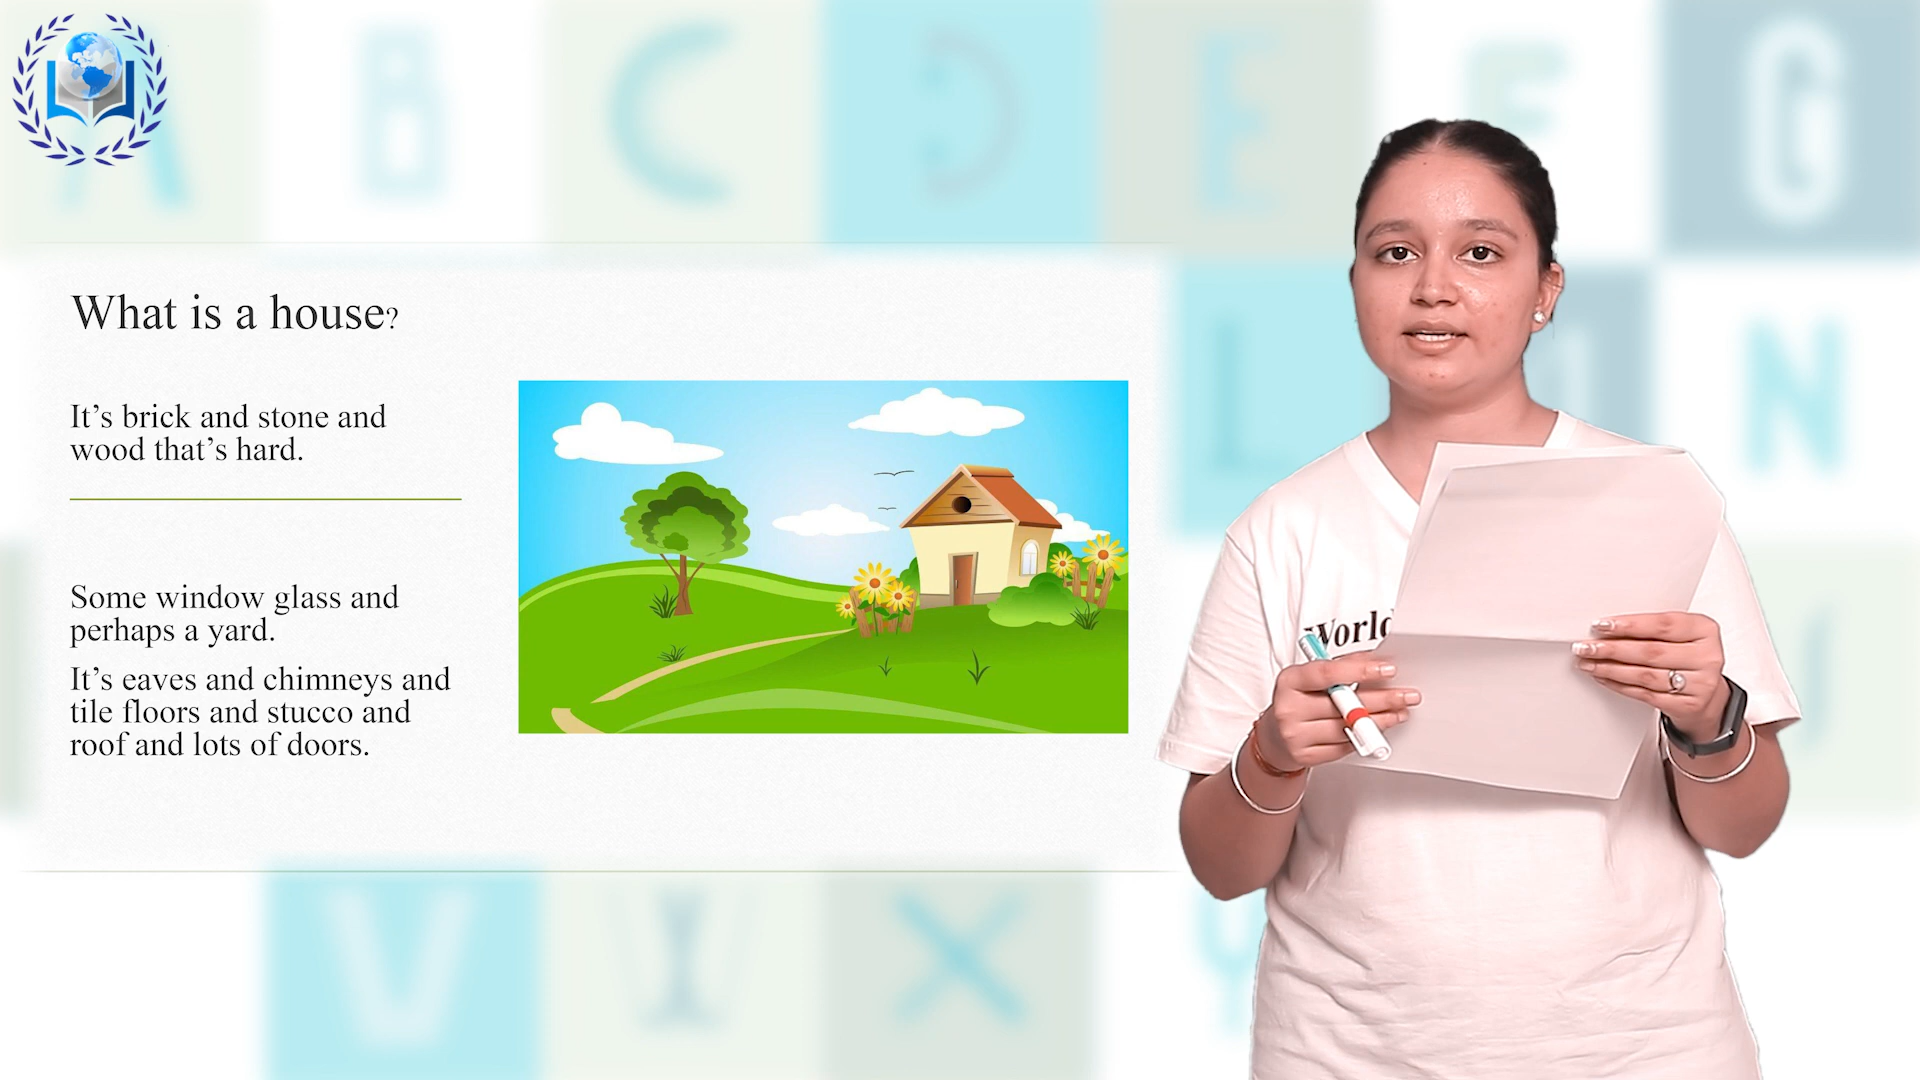 A B C D E F G
What is a house?
It's brick and stone and
wood that's hard.
Some window glass and
perhaps a yard.
It's eaves and chimneys and
tile floors and stucco and
roof and lots of doors.
L
N
World
V
X